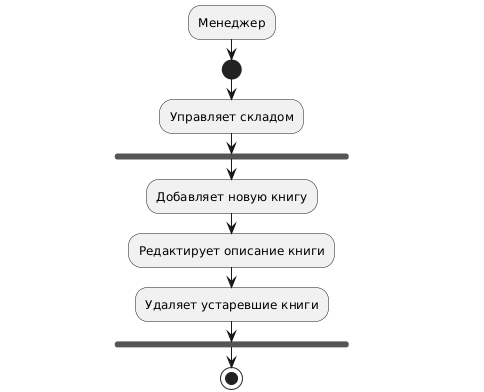 Менеджер
Управляет складом
Добавляет новую книгу
Редактирует описание книги
Удаляет устаревшие книги